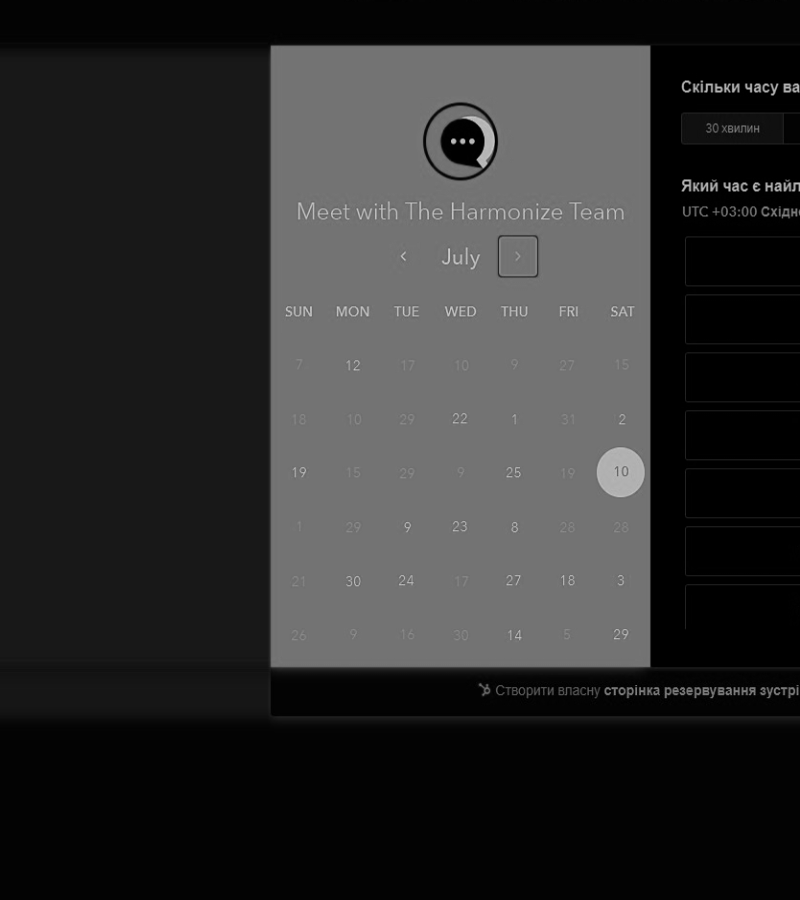 Meet with The Harmonize Team
July
SUN MON TUE WED THU FRI SAT
7 12 17 10 9 27 15
18 10 29 22 1 31 2
19 15 29 9 25 19 10
1 29 9 23 8 28 28
21 30 24 17 27 18 3
26 9 16 30 14 5 29
Скільки часу ва
30 хвилин
Який час є найл
UTC +03:00 Східно
Створити власну сторінка резервування зустрі